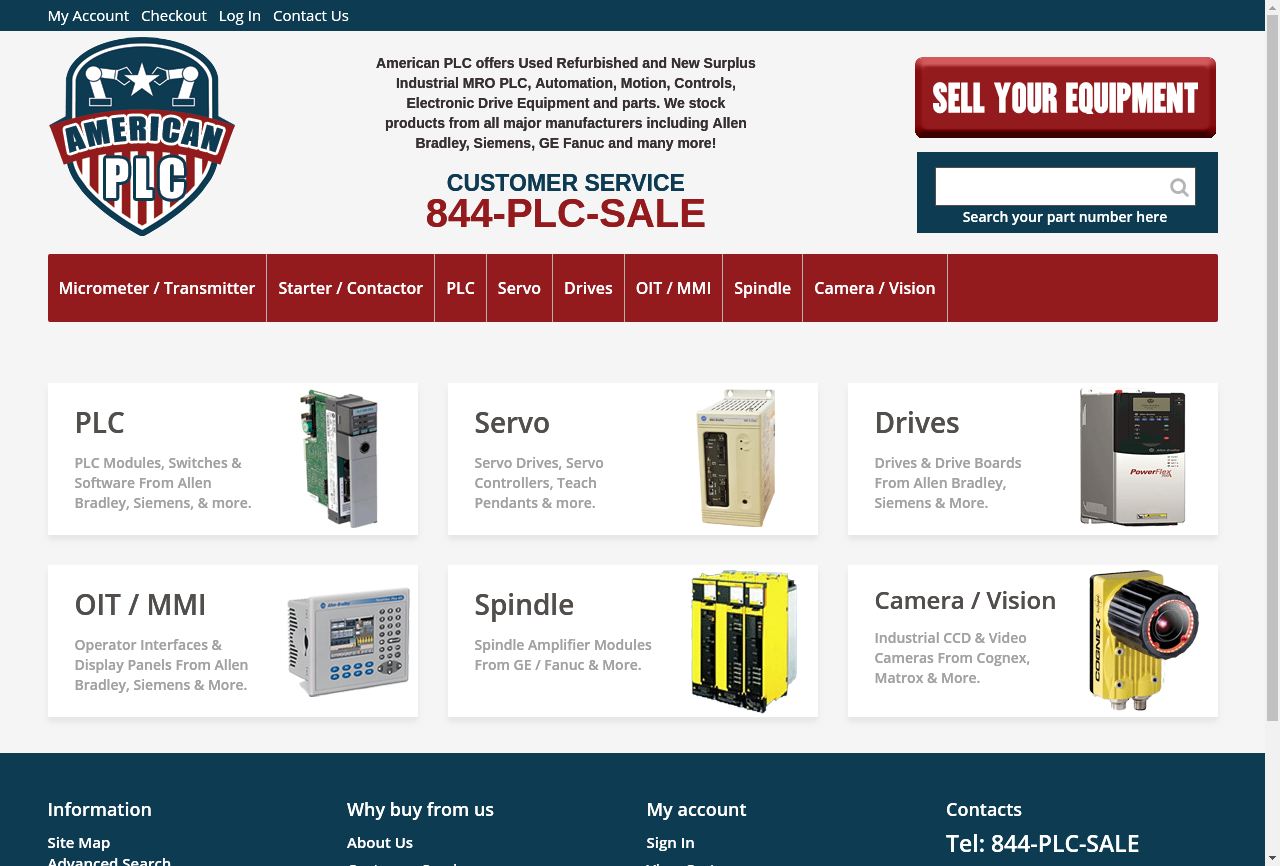 My Account Checkout Log In Contact Us
AMERICAN
PLC
American PLC offers Used Refurbished and New Surplus
Industrial MRO PLC, Automation, Motion, Controls,
Electronic Drive Equipment and parts. We stock
products from all major manufacturers including Allen
Bradley, Siemens, GE Fanuc and many more!
CUSTOMER SERVICE
844-PLC-SALE
SELL YOUR EQUIPMENT
Search your part number here
Micrometer / Transmitter Starter / Contactor PLC Servo Drives OIT / MMI Spindle Camera / Vision
PLC
PLC Modules, Switches &
Software From Allen
Bradley, Siemens, & more.
Servo
Servo Drives, Servo
Controllers, Teach
Pendants & more.
Drives
Drives & Drive Boards
From Allen Bradley,
Siemens & More.
PowerFlex
OIT / MMI
Operator Interfaces &
Display Panels From Allen
Bradley, Siemens & More.
Spindle
Spindle Amplifier Modules
From GE / Fanuc & More.
Camera / Vision
Industrial CCD & Video
Cameras From Cognex,
Matrox & More.
COGNEX
Information
Site Map
Advanced Search
Why buy from us
About Us
My account
Sign In
Contacts
Tel: 844-PLC-SALE